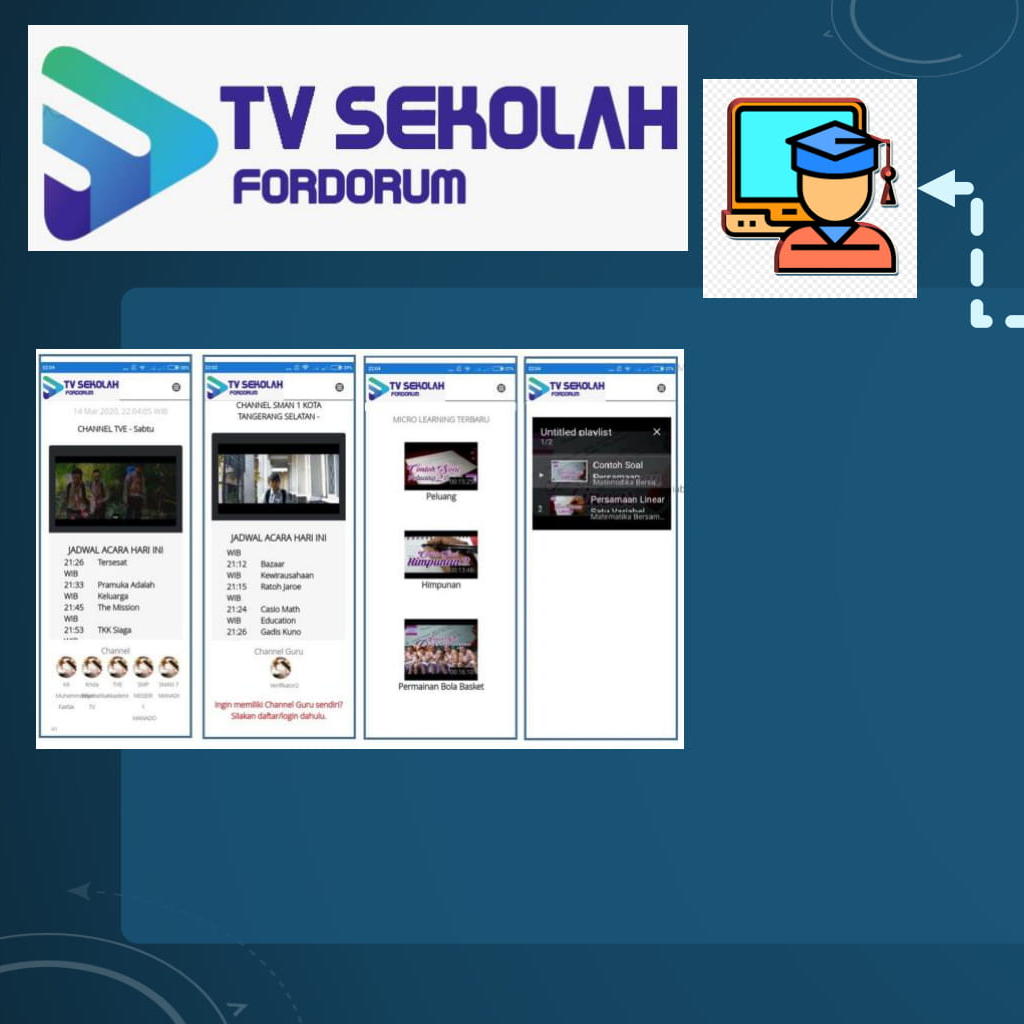 TV SEKOLAH
FORDORUM
TV SEKOLAH
FORDORUM
14 Mar 2020, 22:04:05 WIB
CHANNEL TVE - Sabtu
JADWAL ACARA HARI INI
21:26 Tersesat
WIB
21:33 Pramuka Adalah
WIB Keluarga
21:45 The Mission
WIB
21:53 TKK Siaga
Channel
TV SEKOLAH
FORDORUM
CHANNEL SMAN 1 KOTA
TANGERANG SELATAN -
JADWAL ACARA HARI INI
WIB
21:12 Bazaar
WIB Kewirausahaan
21:15 Ratoh Jaroe
WIB
21:24 Casio Math
WIB Education
21:26 Gadis Kuno
Channel Guru
Verifikator2
Ingin memiliki Channel Guru sendiri?
Silakan daftar/login dahulu.
TV SEKOLAH
FORDORUM
MICRO LEARNING TERBARU
Contoh Soal
Peluang
Himpunan
Himpunan
Permainan Bola Basket
TV SEKOLAH
FORDORUM
Untitled playlist
1/2
Contoh Soal
Persamaan
Matematika Bersa...
2
Persamaan Linear
Satu Variabel
Matematika Bersam...